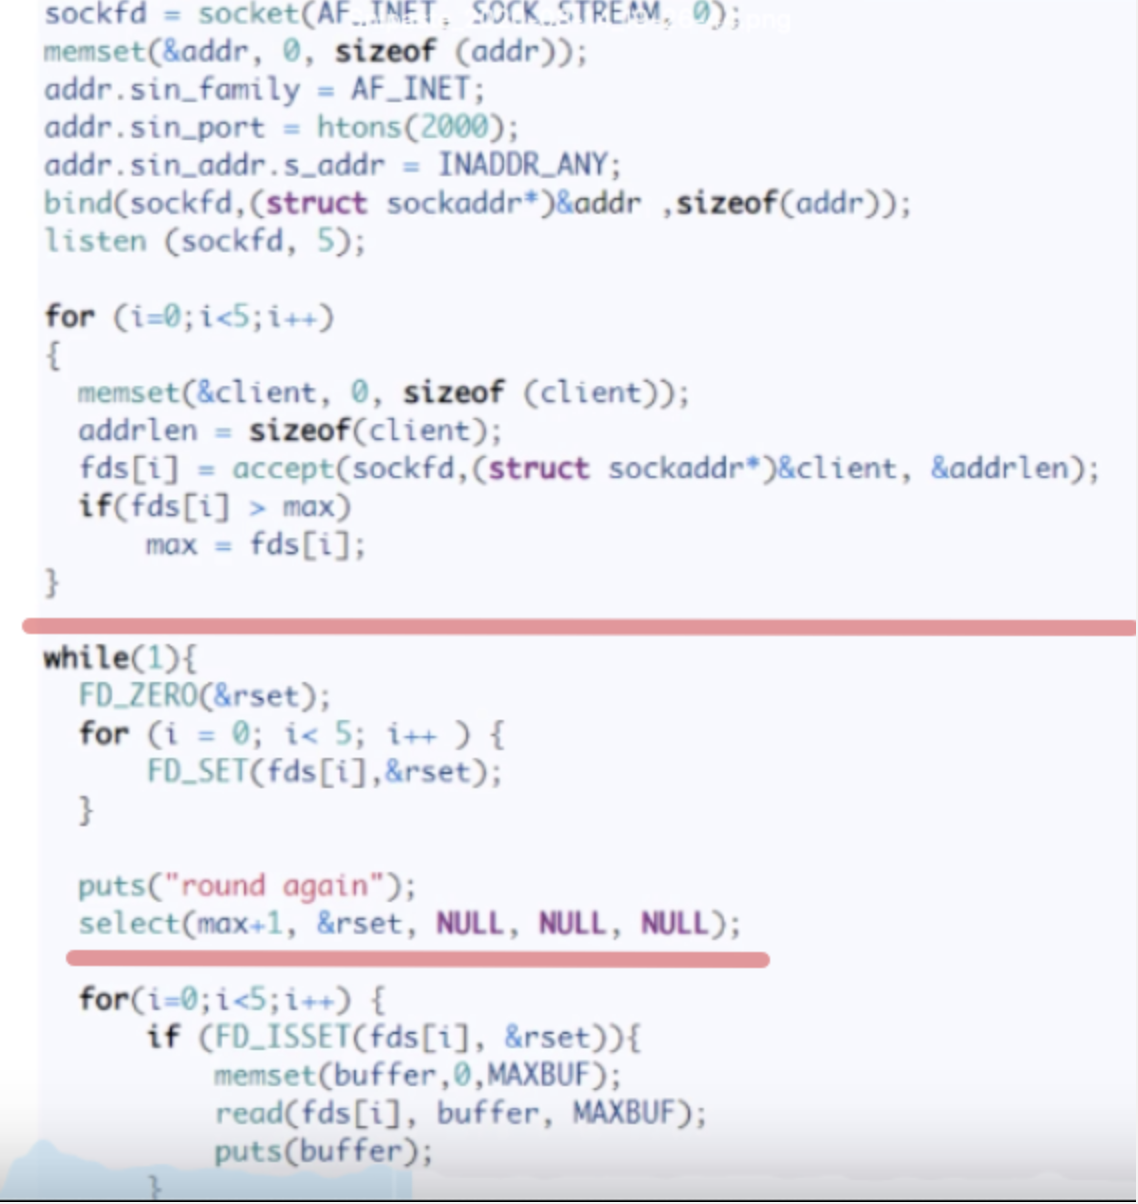 sockfd = socket(AF_INET, SOCK_STREAM, 0);
memset(&addr, 0, sizeof (addr));
addr.sin_family = AF_INET;
addr.sin_port = htons(2000);
addr.sin_addr.s_addr = INADDR_ANY;
bind(sockfd,(struct sockaddr*)&addr ,sizeof(addr));
listen (sockfd, 5);
for (i=0;i<5;i++)
{
memset(&client, 0, sizeof (client));
addrlen = sizeof(client);
fds[i] = accept(sockfd,(struct sockaddr*)&client, &addrlen);
if(fds[i] > max)
max = fds[i];
}
while(1){
FD_ZERO(&rset);
for (i = 0; i< 5; i++ ) {
FD_SET(fds[i],&rset);
}
puts("round again");
select(max+1, &rset, NULL, NULL, NULL);
for(i=0;i<5;i++) {
if (FD_ISSET(fds[i], &rset)){
memset(buffer,0,MAXBUF);
read(fds[i], buffer, MAXBUF);
puts(buffer);
}